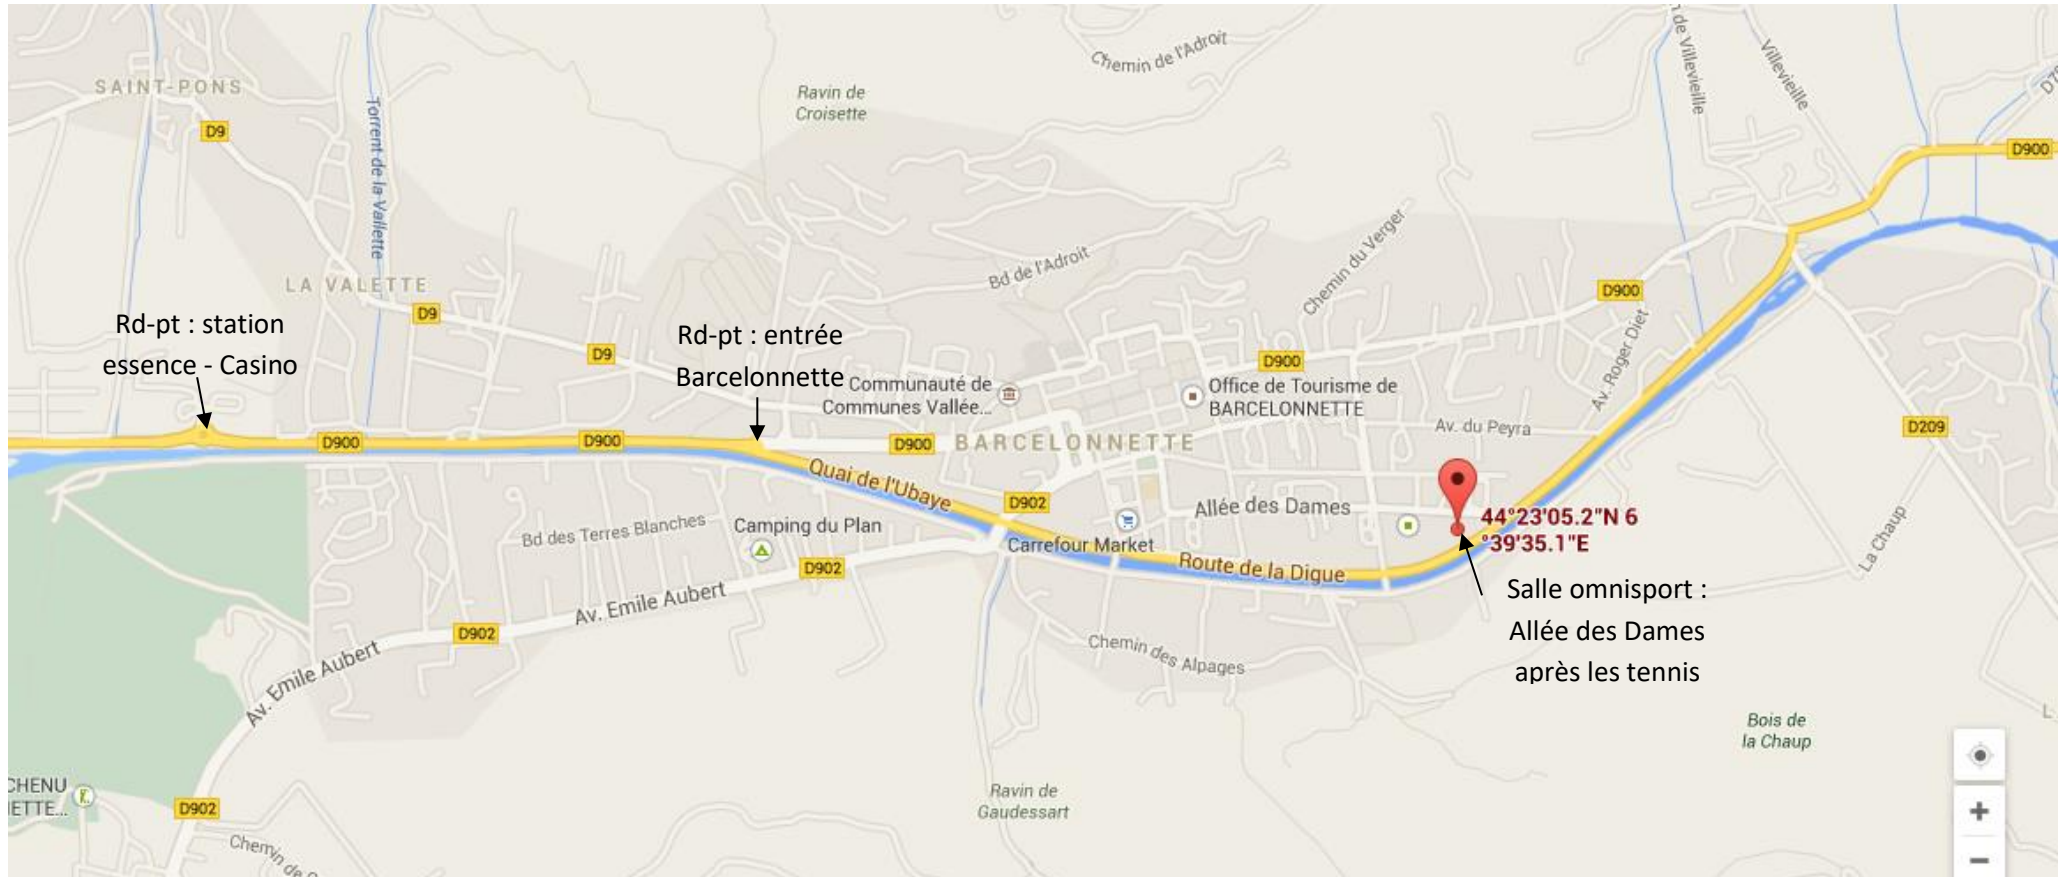 Chemin de l'Adroit
n de Villevieille
Villevieille
D7
SAINT-PONS
D9
Torrent de la Vallette
Ravin de
Croisette
D900
Chemin du Verger
Bd de l'Adroit
LA VALETTE
D9
D900
Rd-pt : station
essence - Casino
Rd-pt : entrée
Barcelonnette
D9
D900
Av. Roger Diet
Communauté de
Communes Vallée...
Office de Tourisme de
BARCELONNETTE
Av. du Peyra
D209
D900
D900
D900
BARCELONNETTE
Quai de l'Ubaye
D902
Allée des Dames
44°23'05.2"N 6
°39'35.1"E
Bd des Terres Blanches
Camping du Plan
Carrefour Market
La Chaup
D902
Route de la Digue
Av. Emile Aubert
Salle omnisport :
Allée des Dames
après les tennis
D902
Av. Emile Aubert
Chemin des Alpages
Bois de
la Chaup
L
CHENU
IETTE...
D902
Ravin de
Gaudessart
Chemin de
+
−